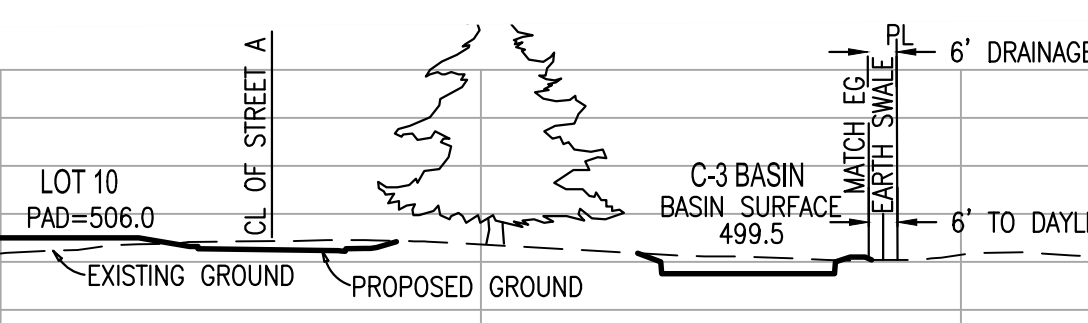 CL OF STREET A
PL
6' DRAINAGE
MATCH EG
EARTH SWALE
LOT 10
PAD=506.0
C-3 BASIN
BASIN SURFACE
499.5
6' TO DAYL
EXISTING GROUND
PROPOSED GROUND